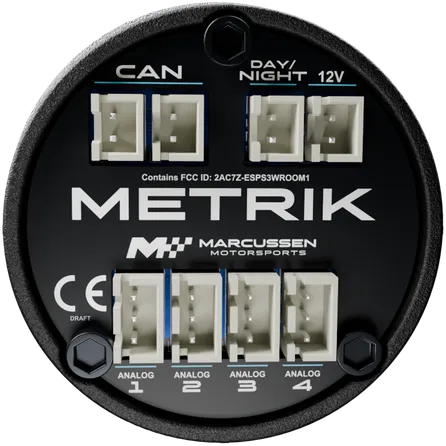 CAN
DAY/
NIGHT 12V
Contains FCC ID: 2AC7Z-ESPS3WROOM1
METRIK
M MARCUSSEN
MOTORSPORTS
CE
DRAFT
ANALOG ANALOG ANALOG ANALOG
1 2 3 4